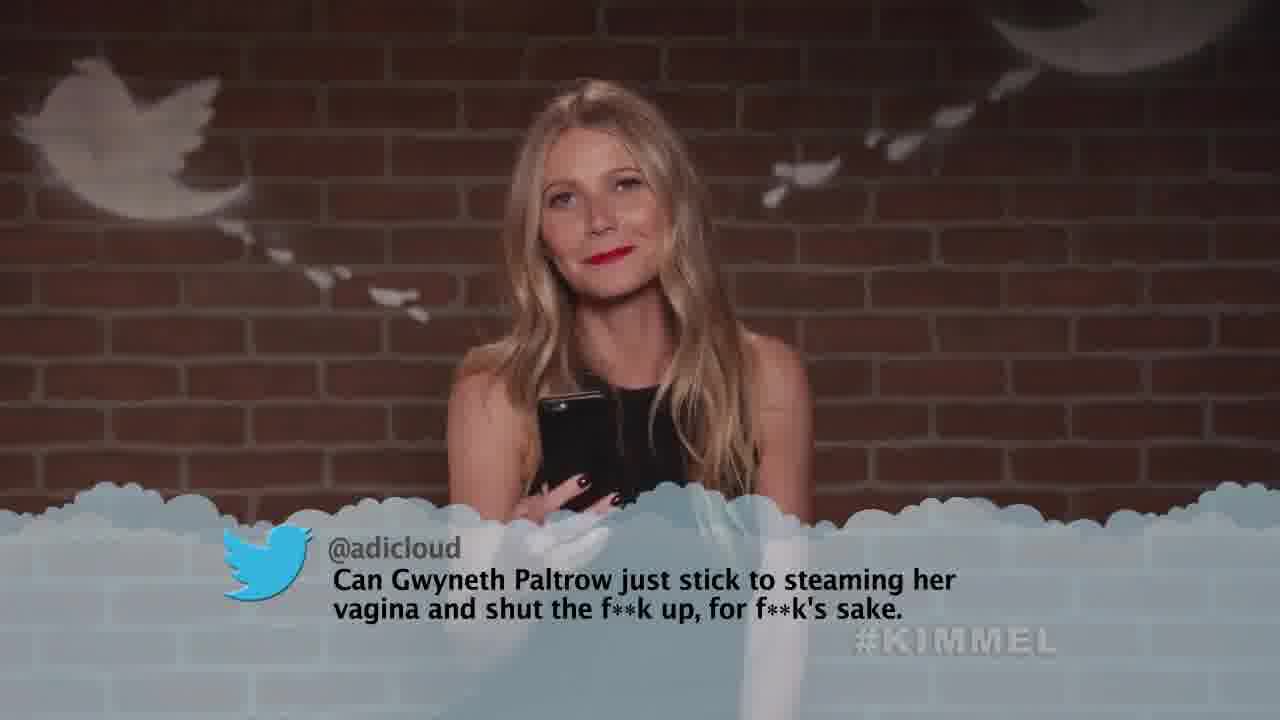 @adicloud
Can Gwyneth Paltrow just stick to steaming her
vagina and shut the f**k up, for f**k's sake.
#KIMMEL